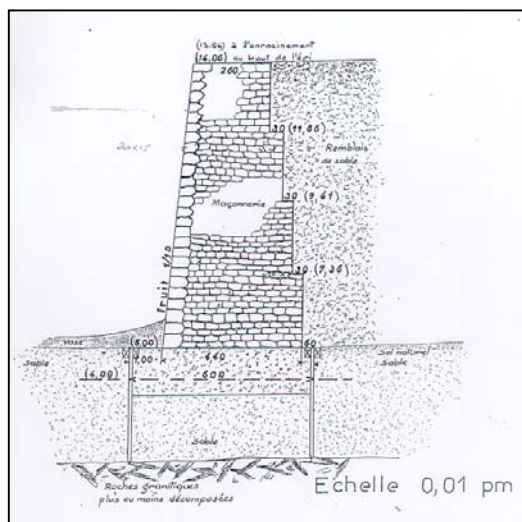 (13.50) à l'enracinement
(16,00) au bout de l'épi
260
30 (11,86)
Remblais
de sable
30 (9,61)
Maçonnerie
30 (7,36)
Fruit 1/10
Vase
(5,00)
60
Sable
100
440
Sol naturel
Sable
(4,00)
600
Sable
Roches granitiques
plus ou moins décomposées
Echelle 0,01 pm